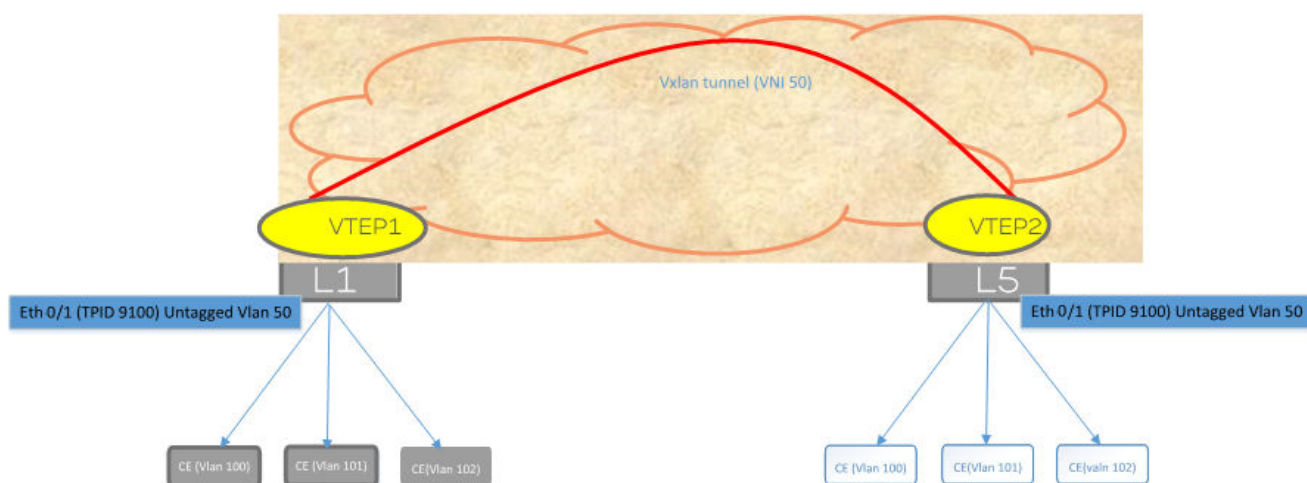 Vxlan tunnel (VNI 50)
VTEP1
VTEP2
L1
L5
Eth 0/1 (TPID 9100) Untagged Vlan 50
Eth 0/1 (TPID 9100) Untagged Vlan 50
CE (Vlan 100)
CE (Vlan 101)
CE(Vlan 102)
CE (Vlan 100)
CE(Vlan 101)
CE(valn 102)